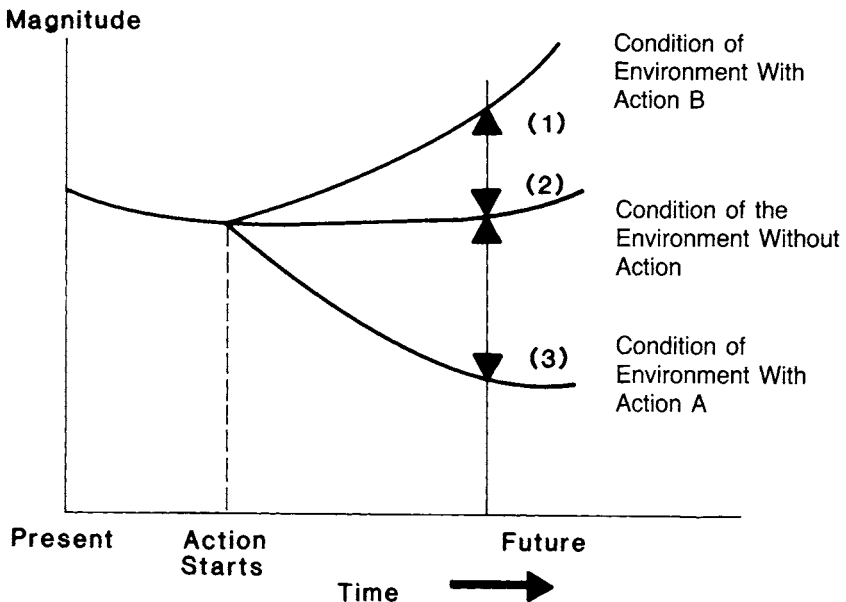 Magnitude
Condition of
Environment With
Action B
(1)
(2)
Condition of the
Environment Without
Action
(3)
Condition of
Environment With
Action A
Present
Action
Starts
Future
Time